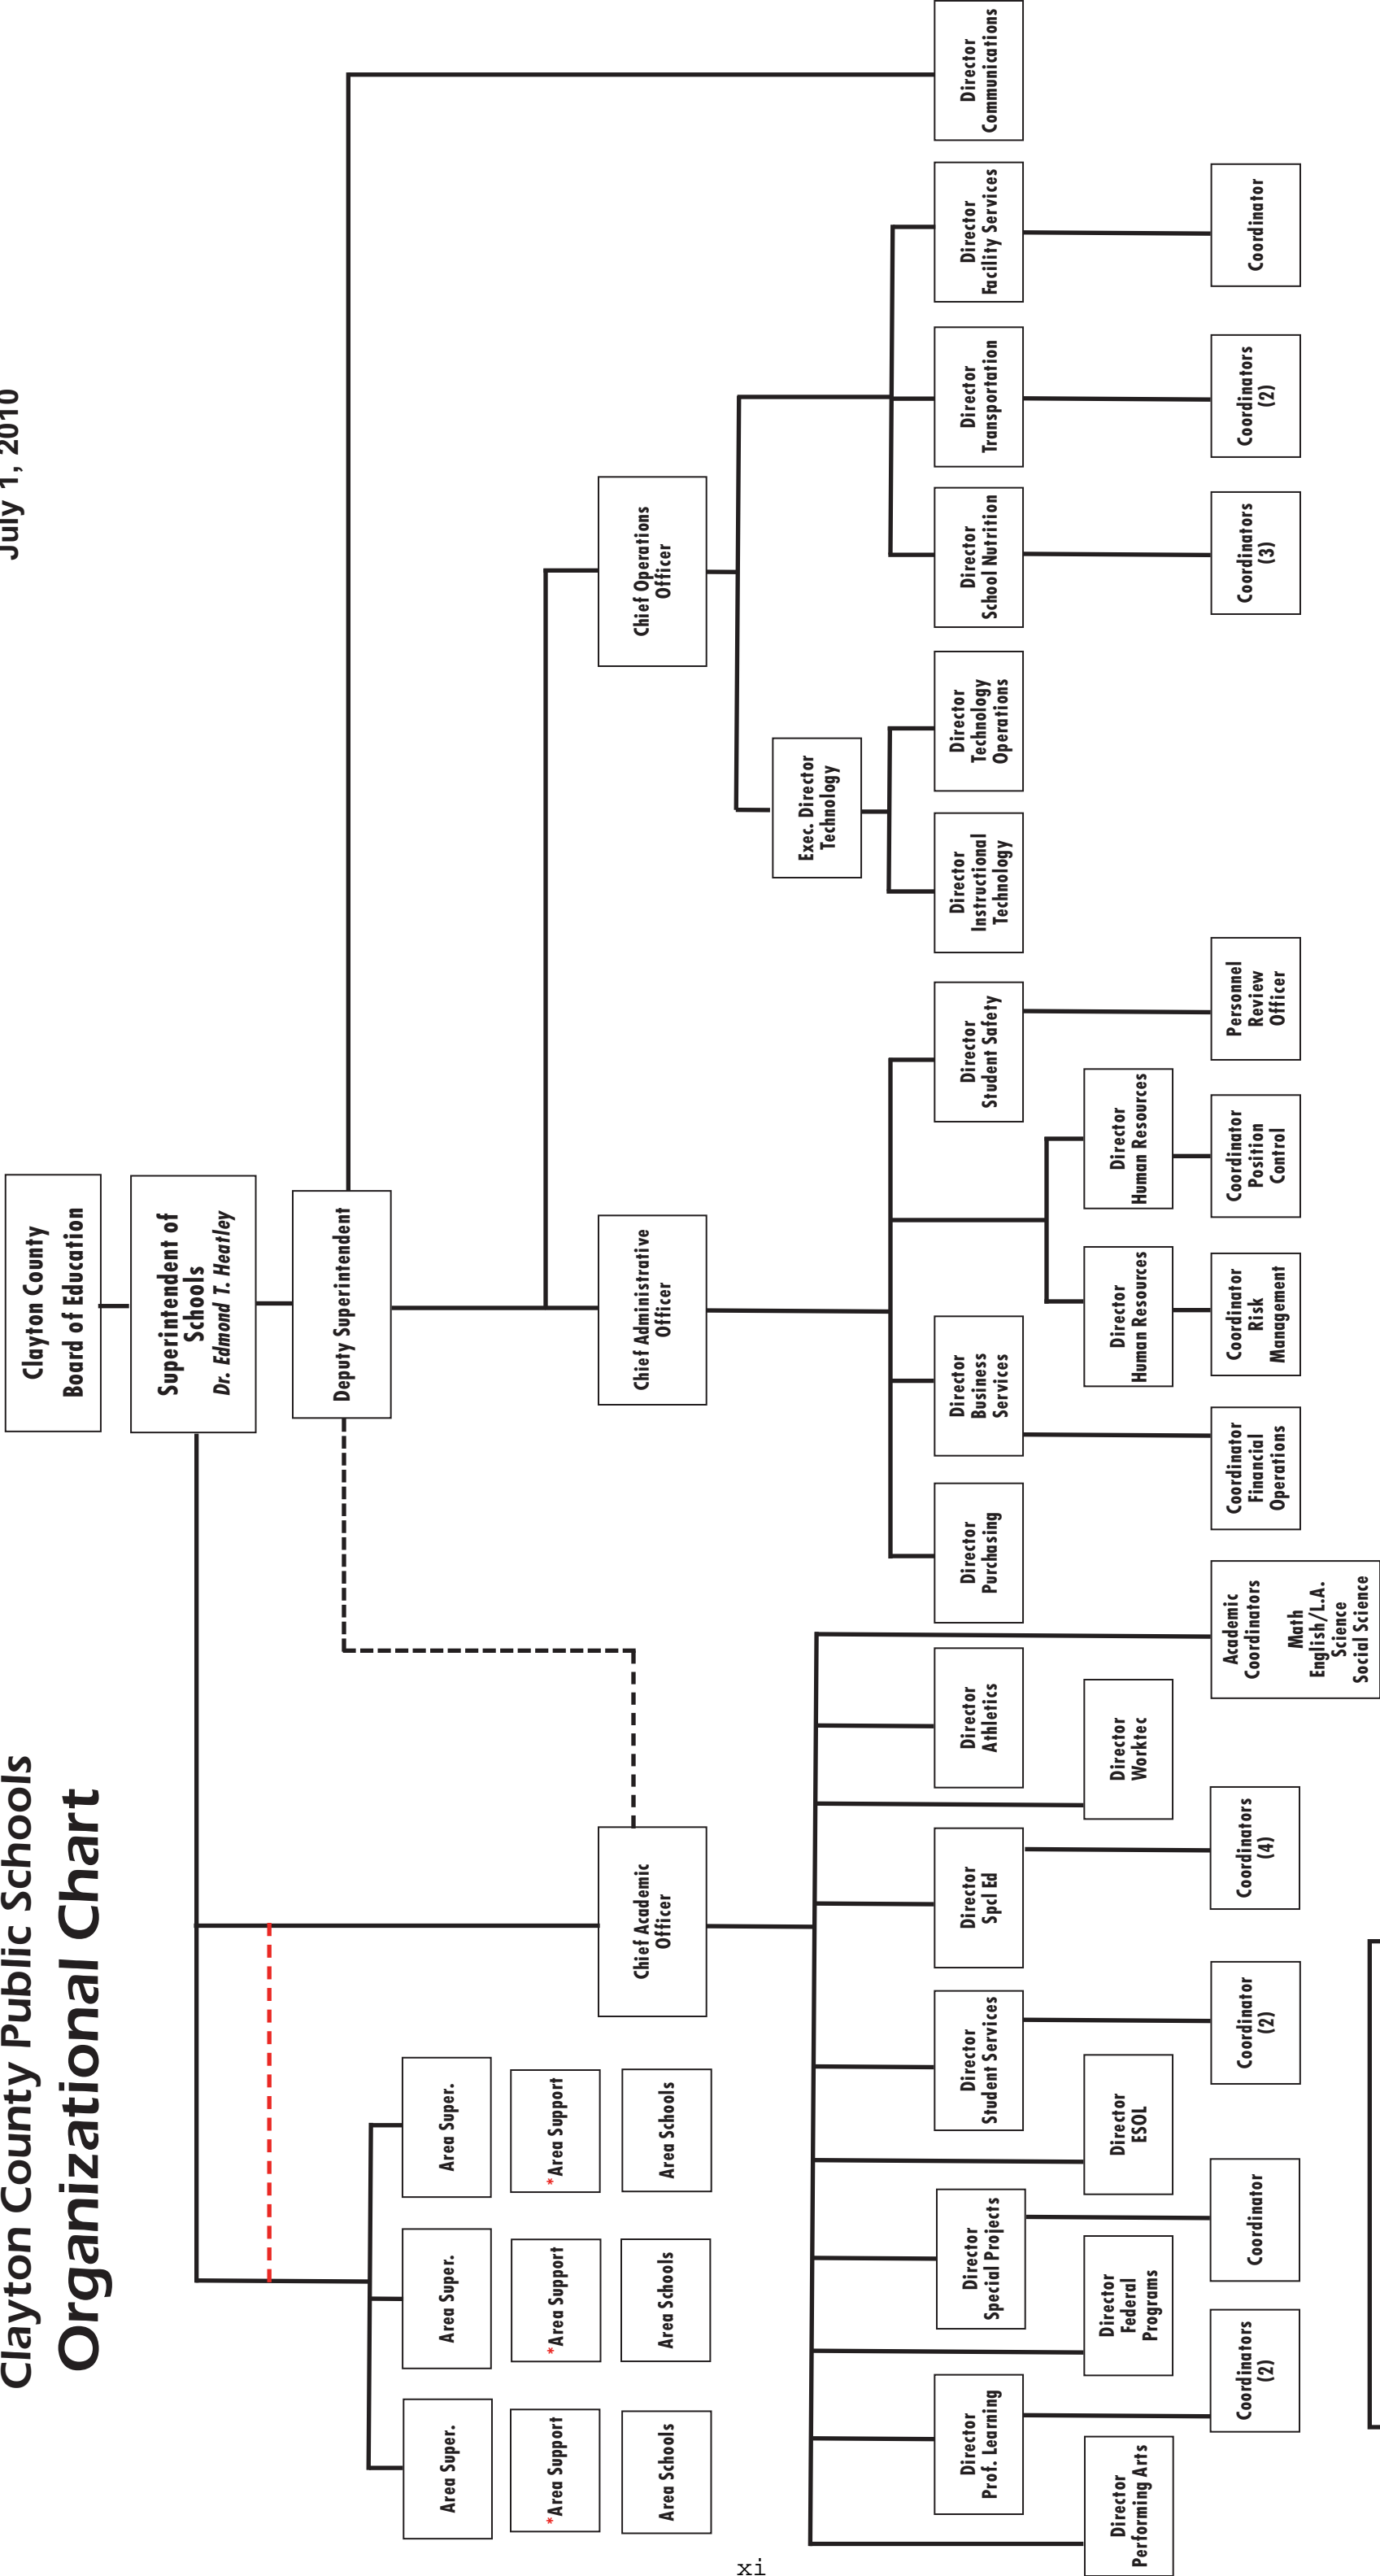 Clayton County Public Schools
Organizational Chart
July 1, 2010
Clayton County
Board of Education
Superintendent of
Schools
Dr. Edmond T. Heatley
Deputy Superintendent
Area Super.
Area Super.
Area Super.
*Area Support
*Area Support
*Area Support
Area Schools
Area Schools
Area Schools
Chief Academic
Officer
Chief Administrative
Officer
Chief Operations
Officer
Exec. Director
Technology
Director
Prof. Learning
Director
Special Projects
Director
Student Services
Director
Spcl Ed
Director
Athletics
Director
Purchasing
Director
Business
Services
Director
Student Safety
Director
Instructional
Technology
Director
Technology
Operations
Director
School Nutrition
Director
Transportation
Director
Facility Services
Director
Communications
Director
Performing Arts
Director
Federal
Programs
Director
ESOL
Director
Worktec
Director
Human Resources
Director
Human Resources
Coordinators
(2)
Coordinator
Coordinator
(2)
Coordinators
(4)
Academic
Coordinators
Math
English/L.A.
Science
Social Science
Coordinator
Financial
Operations
Coordinator
Risk
Management
Coordinator
Position
Control
Personnel
Review
Officer
Coordinators
(3)
Coordinators
(2)
Coordinator
xi